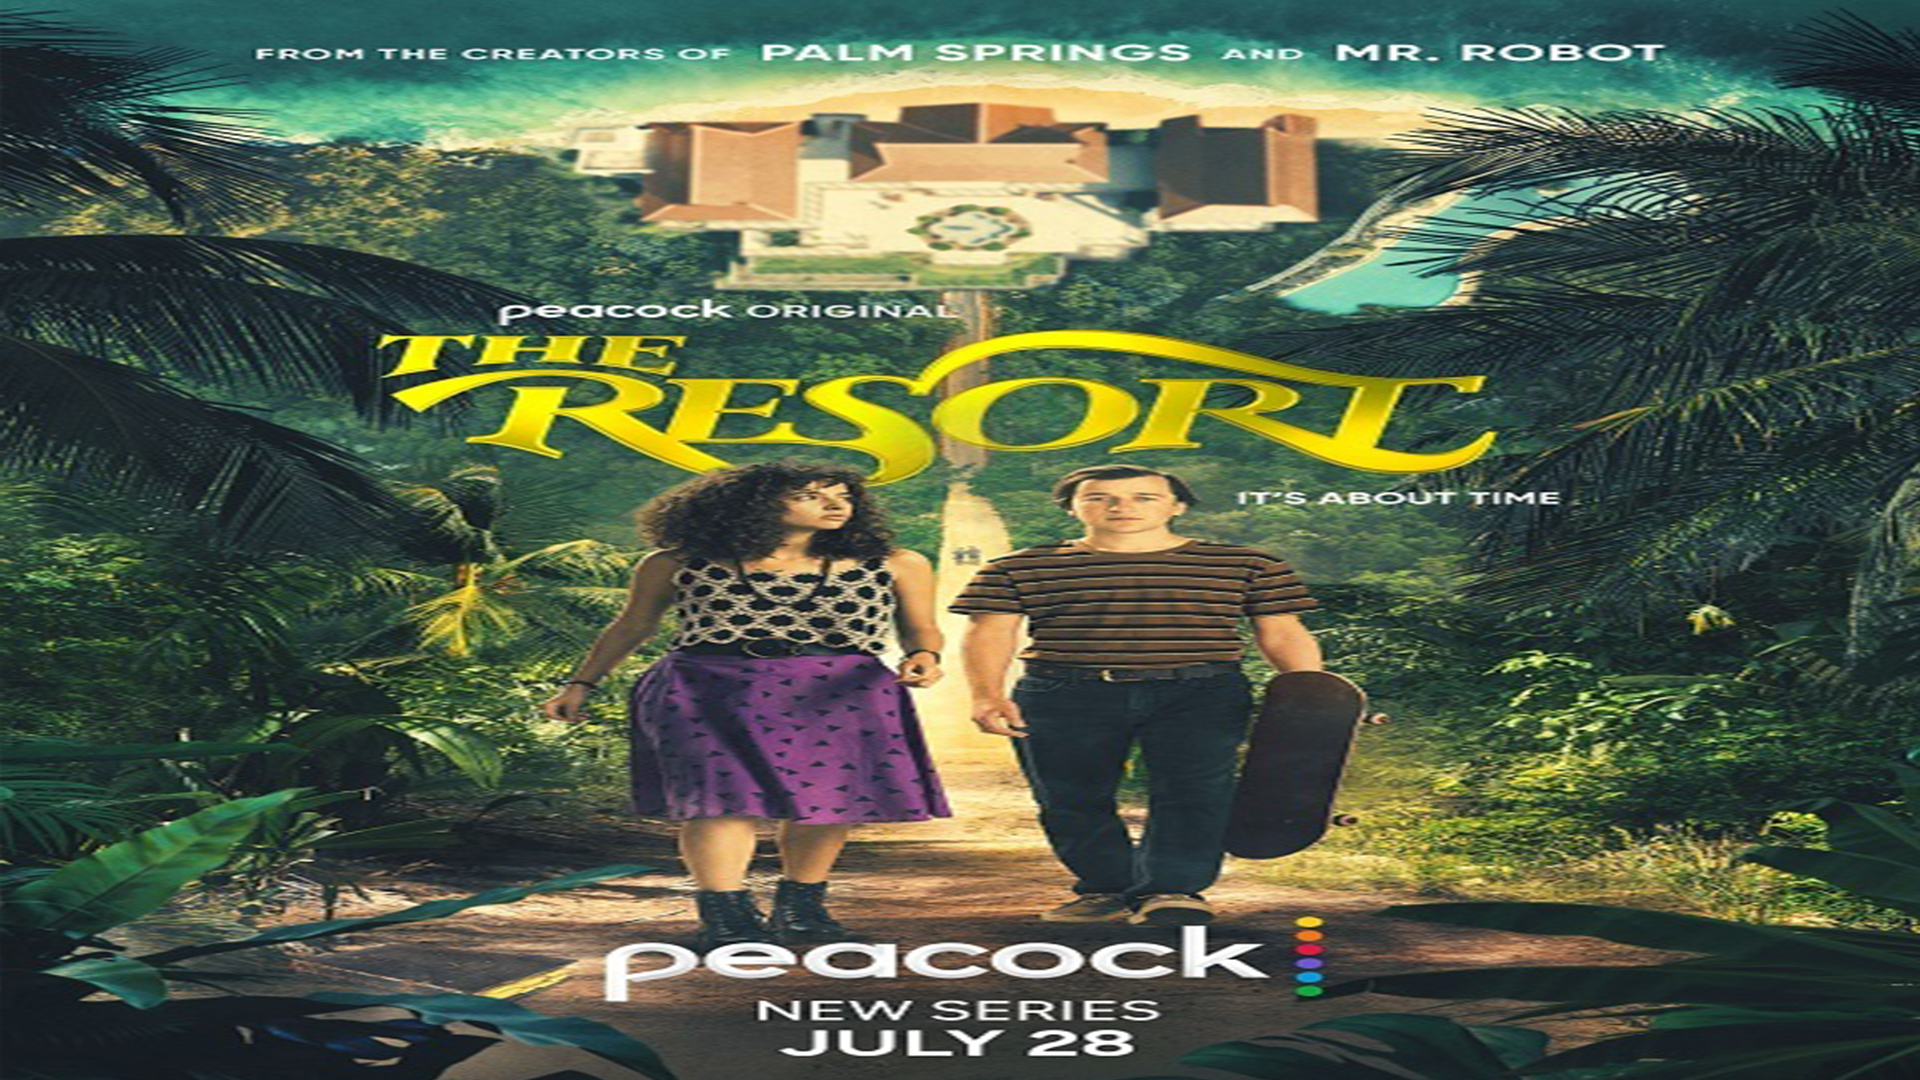 FROM THE CREATORS OF PALM SPRINGS AND MR. ROBOT
peacock ORIGINAL
THE
RESORT
IT'S ABOUT TIME
peacock
NEW SERIES
JULY 28